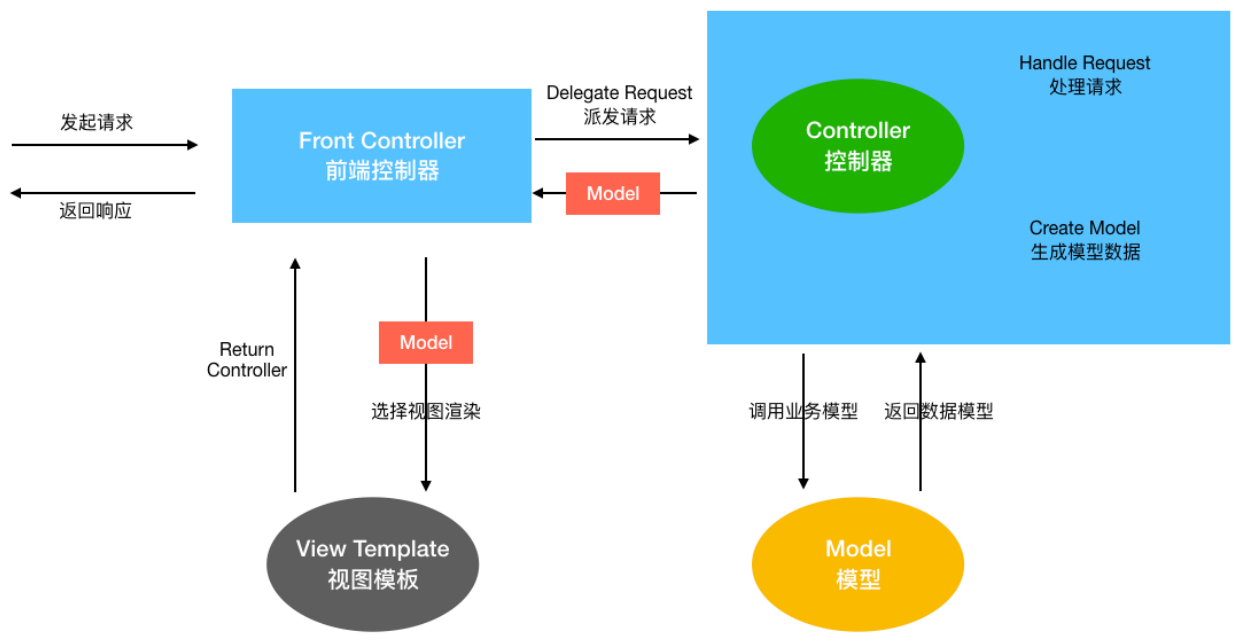 发起请求
返回响应
Front Controller
前端控制器
Delegate Request
派发请求
Model
Controller
控制器
Handle Request
处理请求
Create Model
生成模型数据
Return
Controller
Model
选择视图渲染
调用业务模型
返回数据模型
View Template
视图模板
Model
模型